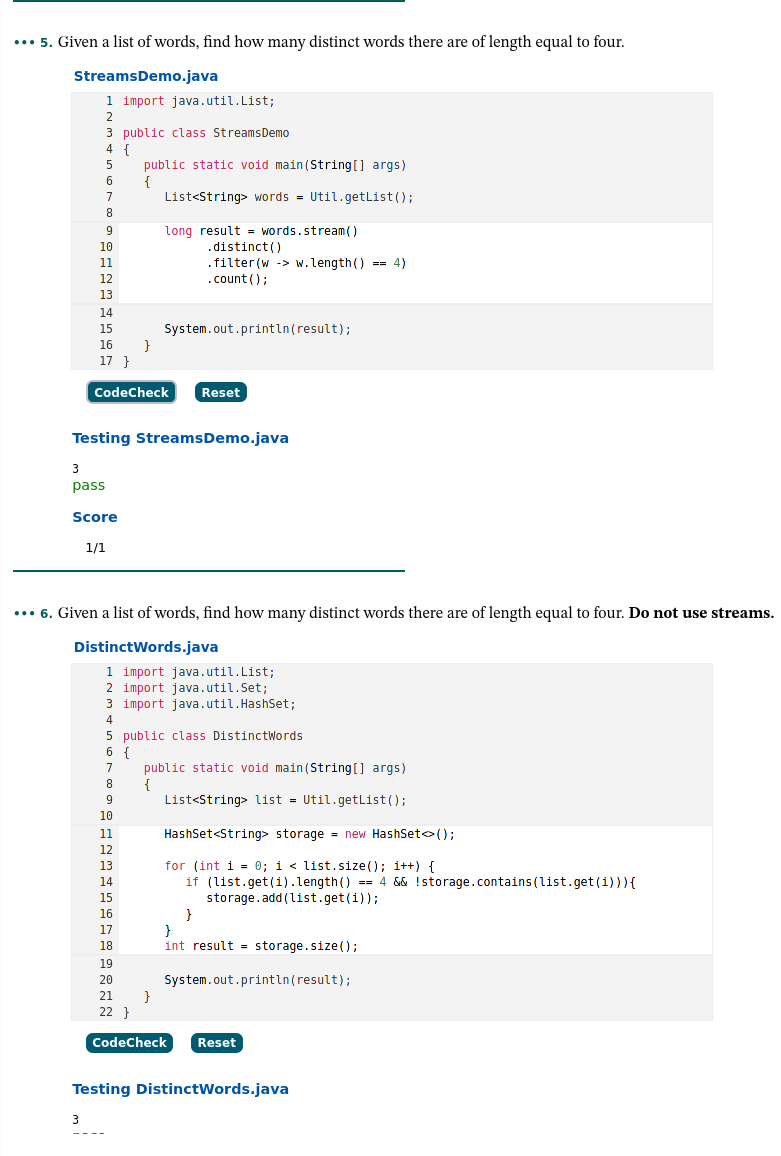 ••• 5. Given a list of words, find how many distinct words there are of length equal to four.
StreamsDemo.java
1 import java.util.List;
2
3 public class StreamsDemo
4 {
5    public static void main(String[] args)
6    {
7       List<String> words = Util.getList();
8
9       long result = words.stream()
10             .distinct()
11             .filter(w -> w.length() == 4)
12             .count();
13
14
15       System.out.println(result);
16    }
17 }
CodeCheck Reset
Testing StreamsDemo.java
3
pass
Score
1/1
••• 6. Given a list of words, find how many distinct words there are of length equal to four. Do not use streams.
DistinctWords.java
1 import java.util.List;
2 import java.util.Set;
3 import java.util.HashSet;
4
5 public class DistinctWords
6 {
7    public static void main(String[] args)
8    {
9       List<String> list = Util.getList();
10
11       HashSet<String> storage = new HashSet<>();
12
13       for (int i = 0; i < list.size(); i++) {
14          if (list.get(i).length() == 4 && !storage.contains(list.get(i))){
15             storage.add(list.get(i));
16          }
17       }
18       int result = storage.size();
19
20       System.out.println(result);
21    }
22 }
CodeCheck Reset
Testing DistinctWords.java
3